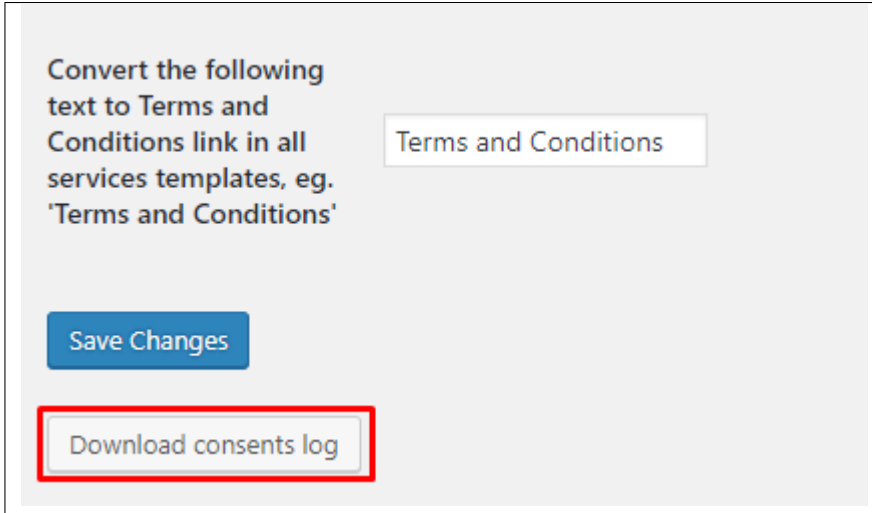 Convert the following
text to Terms and
Conditions link in all
services templates, eg.
'Terms and Conditions'
Terms and Conditions
Save Changes
Download consents log